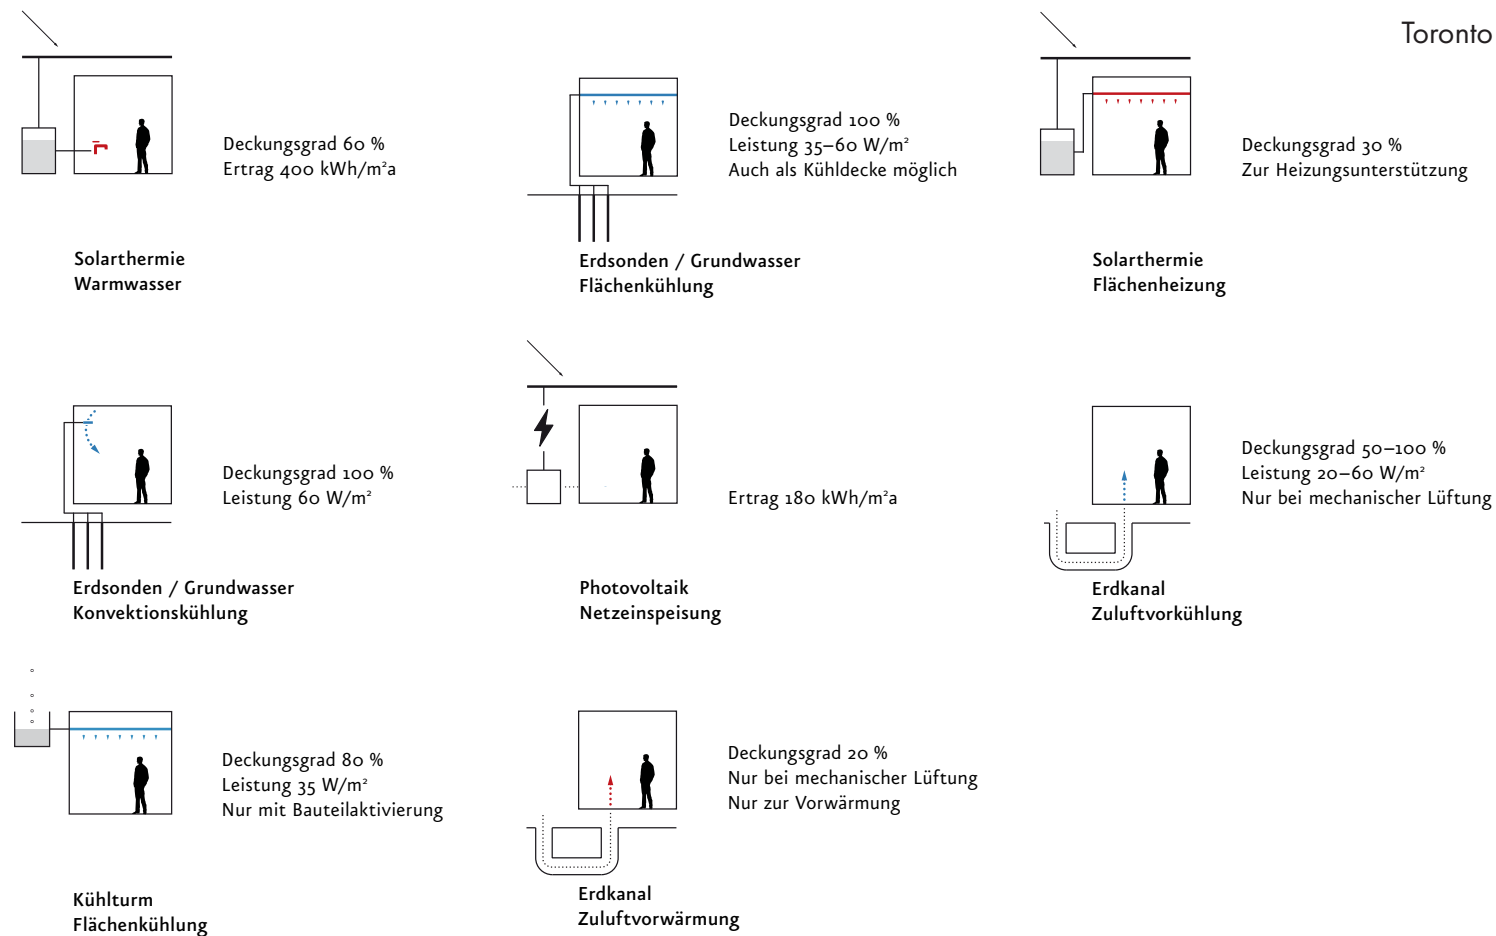 Toronto
Deckungsgrad 60 %
Ertrag 400 kWh/m²a
Solarthermie
Warmwasser
Deckungsgrad 100 %
Leistung 35–60 W/m²
Auch als Kühldecke möglich
Erdsonden / Grundwasser
Flächenkühlung
Deckungsgrad 30 %
Zur Heizungsunterstützung
Solarthermie
Flächenheizung
Deckungsgrad 100 %
Leistung 60 W/m²
Erdsonden / Grundwasser
Konvektionskühlung
Ertrag 180 kWh/m²a
Photovoltaik
Netzeinspeisung
Deckungsgrad 50–100 %
Leistung 20–60 W/m²
Nur bei mechanischer Lüftung
Erdkanal
Zuluftvorkühlung
Deckungsgrad 80 %
Leistung 35 W/m²
Nur mit Bauteilaktivierung
Kühlturm
Flächenkühlung
Deckungsgrad 20 %
Nur bei mechanischer Lüftung
Nur zur Vorwärmung
Erdkanal
Zuluftvorwärmung